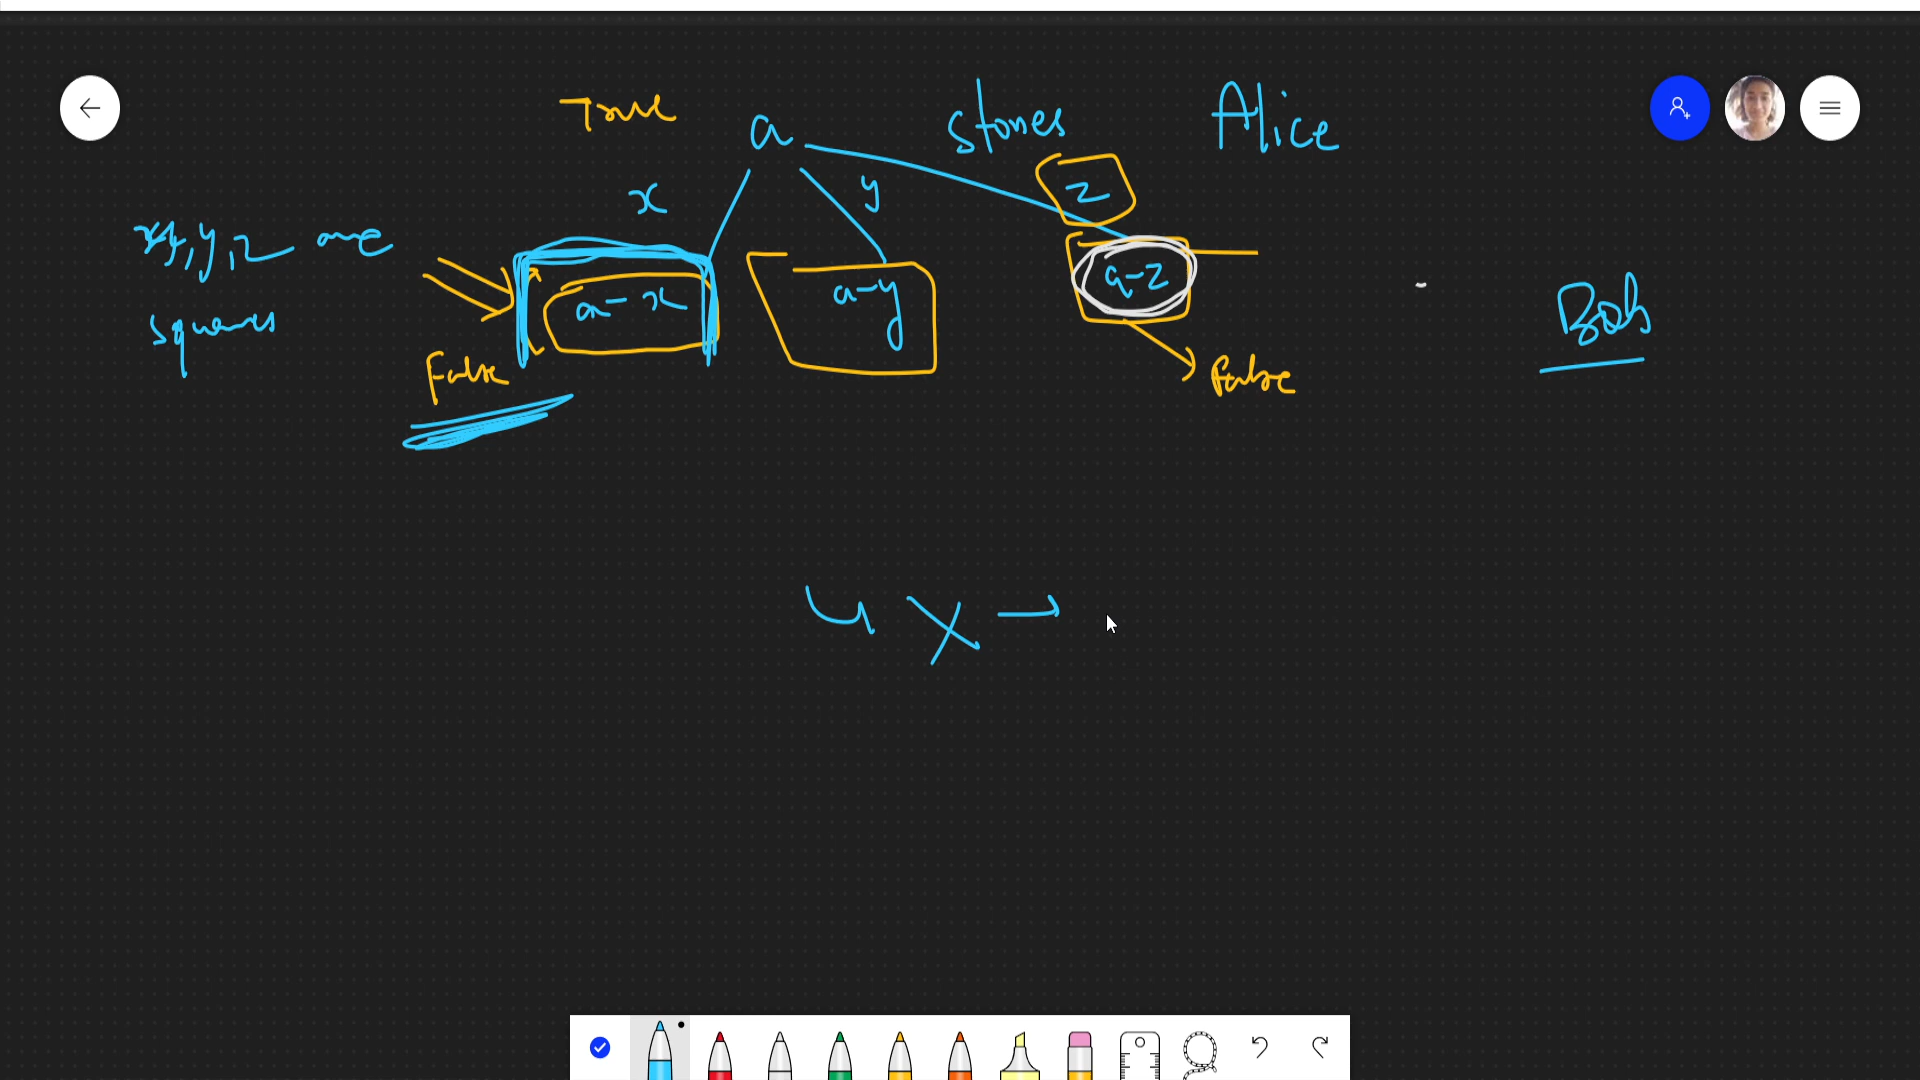 True
a stones Alice
x y z
x, y, z are
squares
a-x a-y a-z
Bob
False False
4 x →